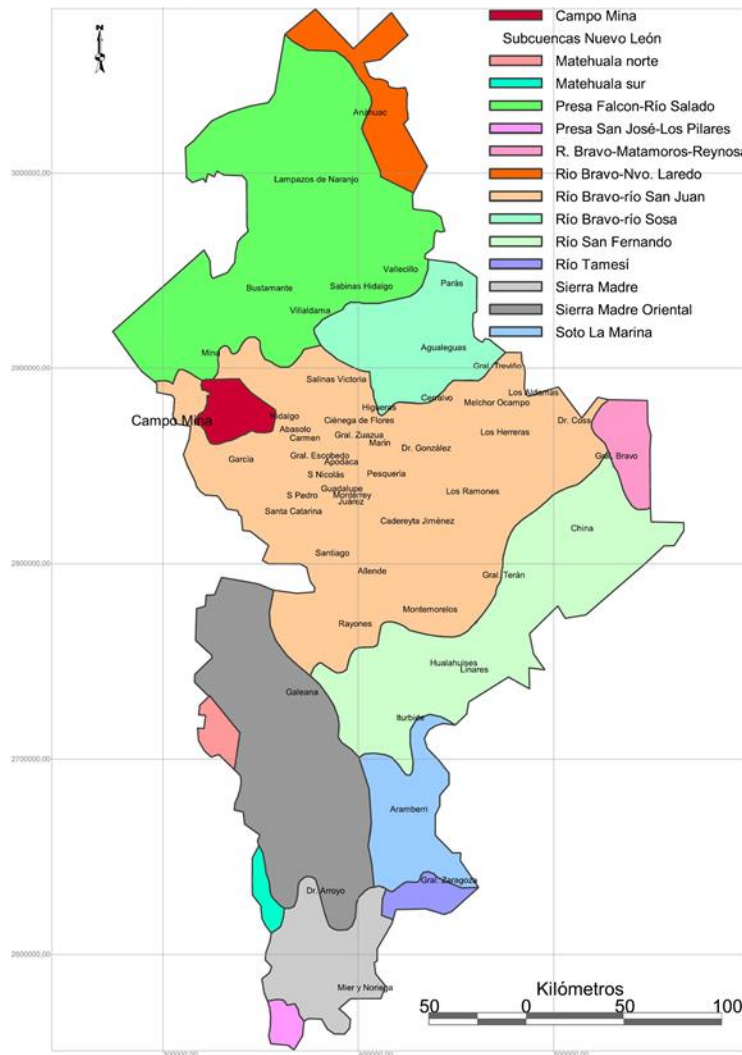 Campo Mina
Subcuencas Nuevo León
Matehuala norte
Matehuala sur
Presa Falcon-Río Salado
Presa San José-Los Pilares
R. Bravo-Matamoros-Reynosa
Rio Bravo-Nvo. Laredo
Río Bravo-río San Juan
Río Bravo-río Sosa
Río San Fernando
Río Tamesí
Sierra Madre
Sierra Madre Oriental
Soto La Marina
Anáhuac
3000000,00
Lampazos de Naranjo
Vallecillo
Bustamante
Sabinas Hidalgo
Parás
Villaldama
Mina
Agualeguas
2900000,00
Gral. Treviño
Salinas Victoria
Los Aldamas
Cerralvo
Melchor Ocampo
Higueras
Campo Mina
Hidalgo
Ciénega de Flores
Dr. Coss
Abasolo
Carmen
Gral. Zuazua
Marin
Los Herreras
Dr. González
García
Gral. Escobedo
Apodaca
Gral. Bravo
S Nicolás
Pesquería
Guadalupe
S Pedro
Monterrey
Juárez
Los Ramones
Santa Catarina
Cadereyta Jiménez
China
Santiago
2800000,00
Allende
Gral. Terán
Montemorelos
Rayones
Hualahuises
Linares
Galeana
Iturbide
2700000,00
Aramberri
Gral. Zaragoza
Dr. Arroyo
2600000,00
Mier y Noriega
Kilómetros
50 0 50 100